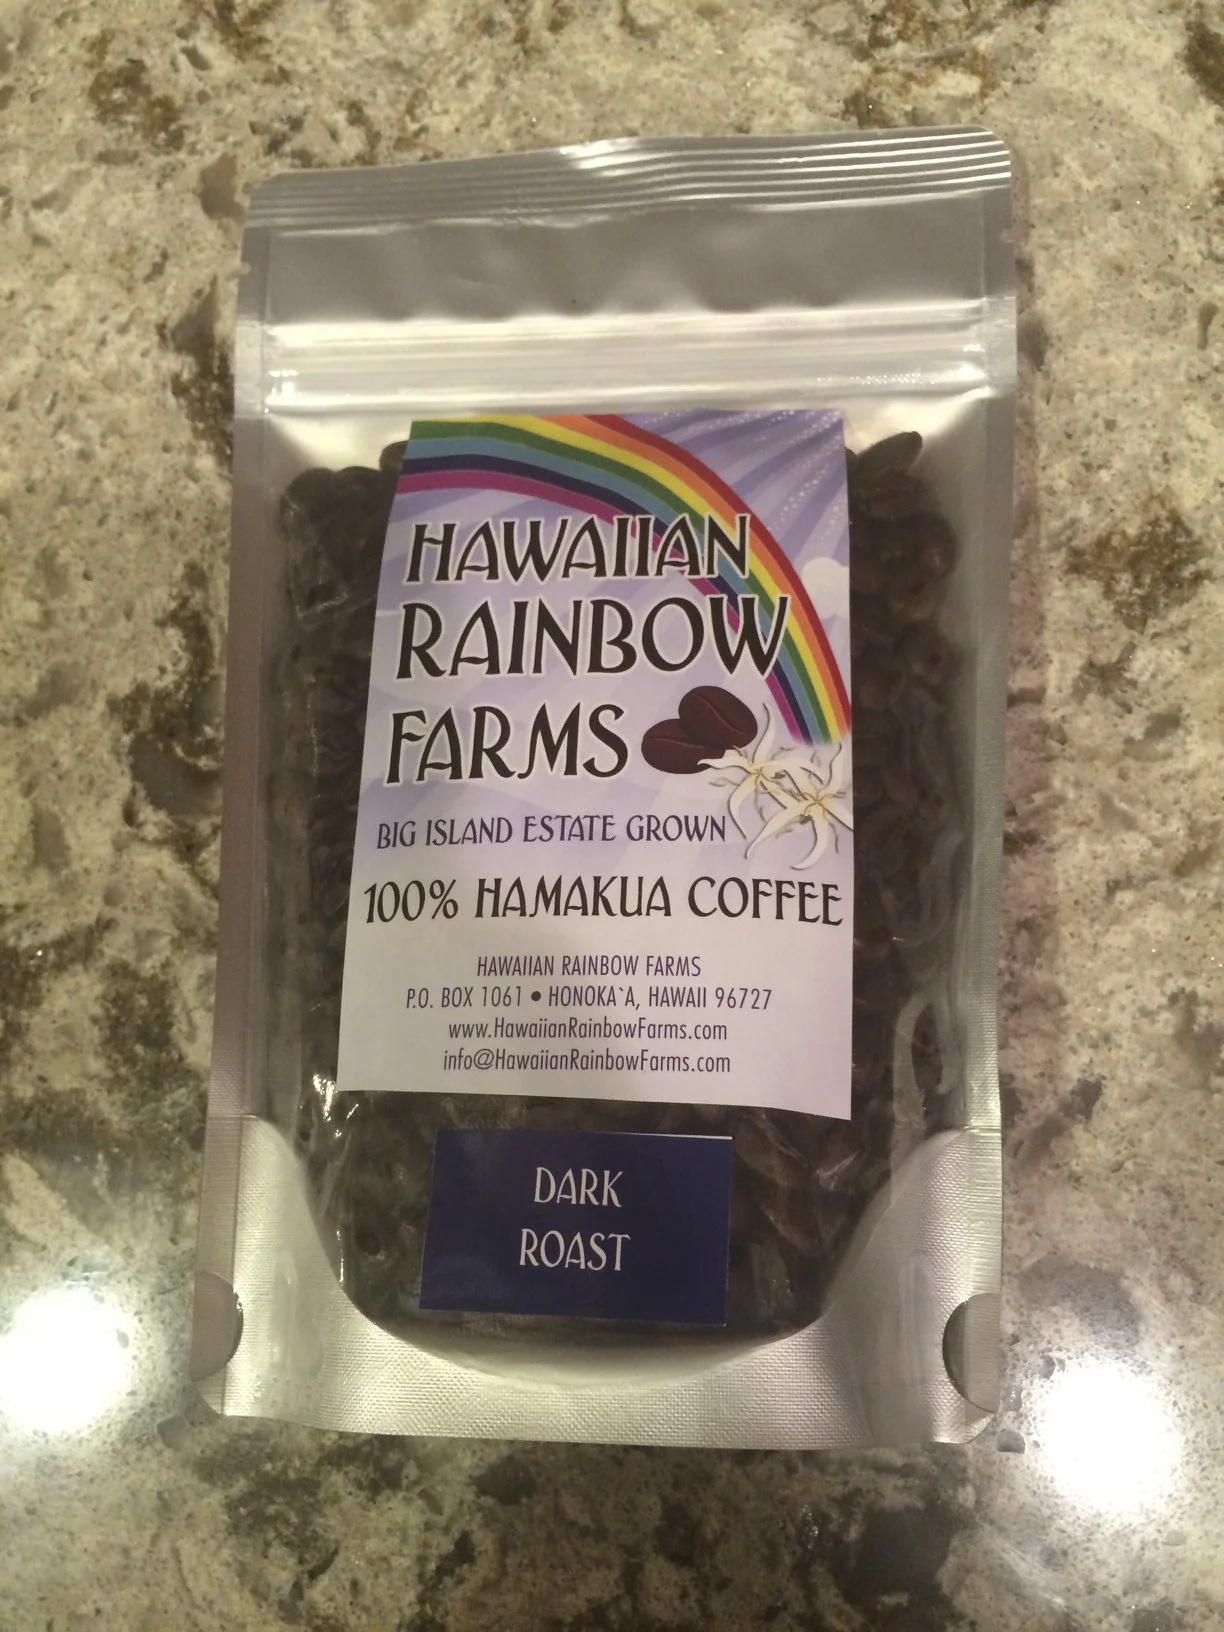 HAWAIIAN
RAINBOW
FARMS
BIG ISLAND ESTATE GROWN
100% HAMAKUA COFFEE
HAWAIIAN RAINBOW FARMS
P.O. BOX 1061 • HONOKA`A, HAWAII 96727
www.HawaiianRainbowFarms.com
info@HawaiianRainbowFarms.com
DARK
ROAST